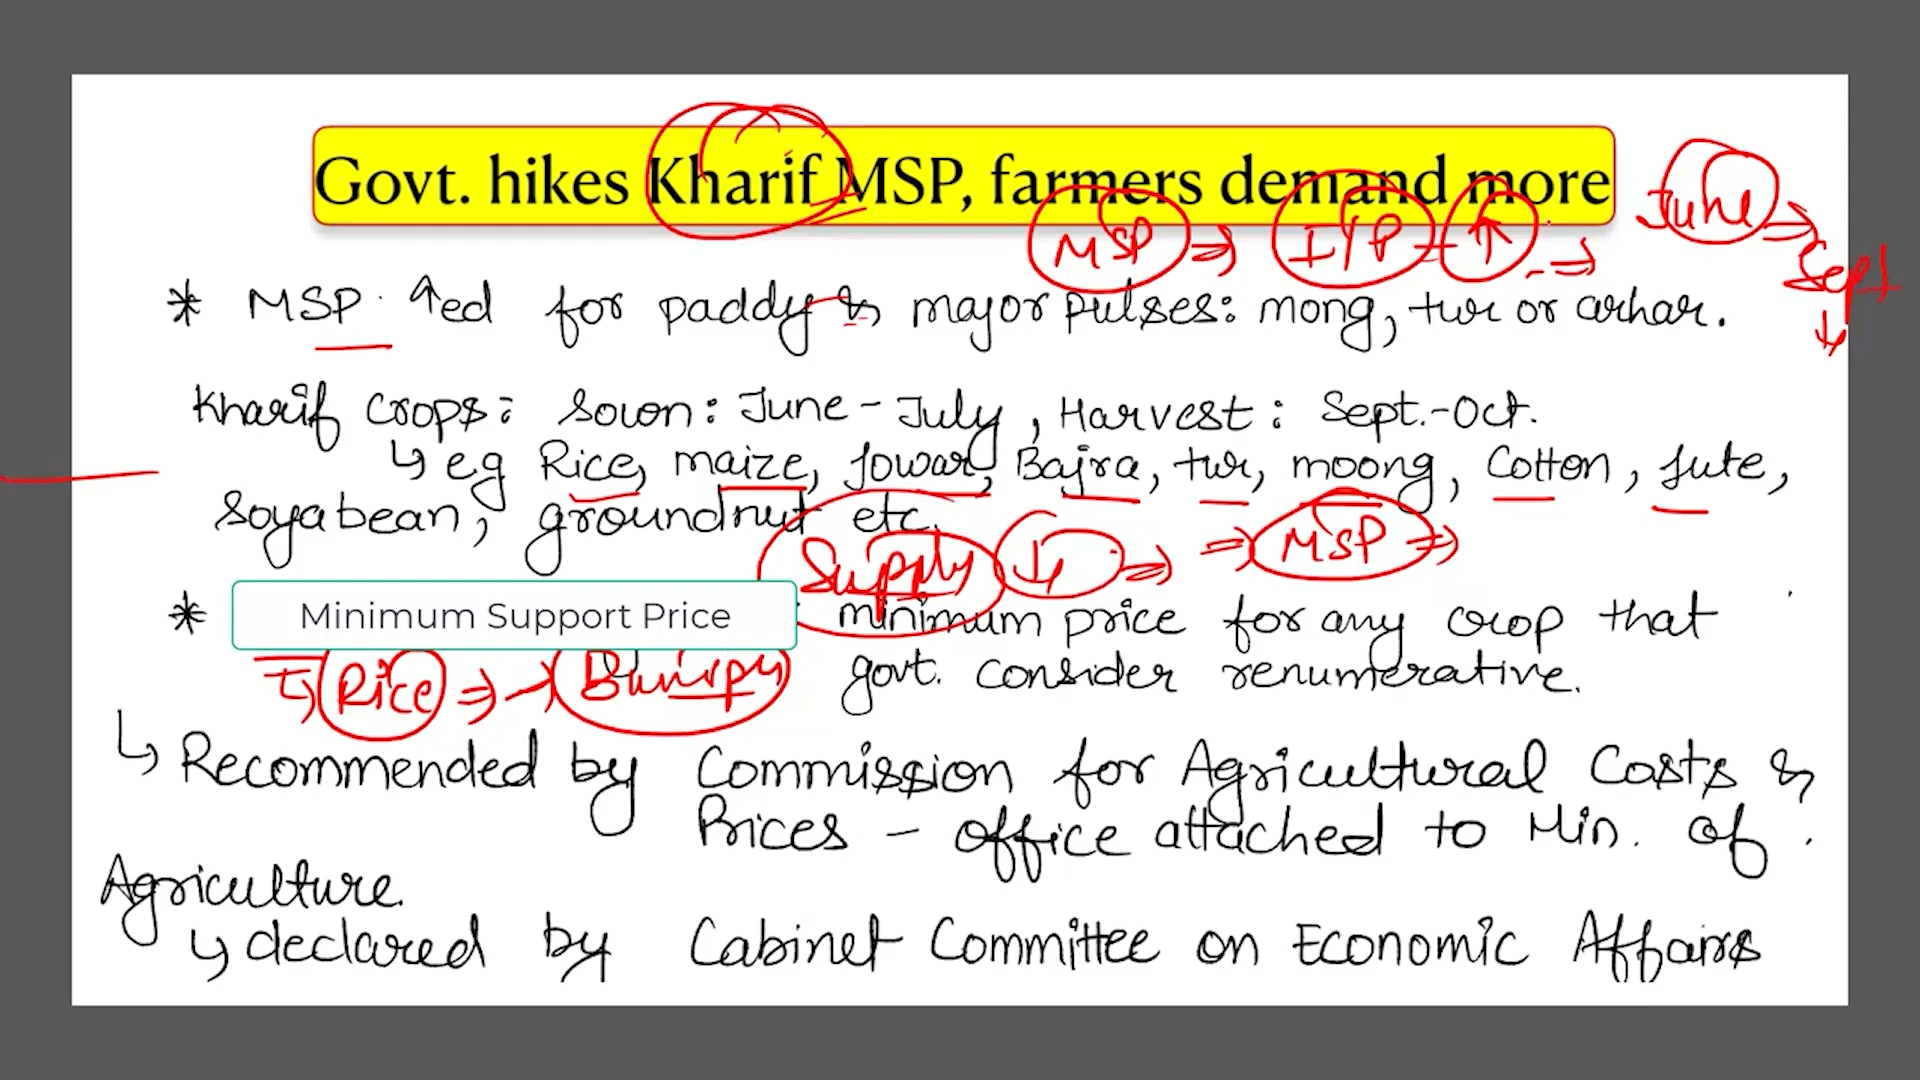 Govt. hikes Kharif MSP, farmers demand more
June
Sept
MSP I/P
* MSP ↑ed for paddy & major pulses: mong, tur or arhar.
Kharif crops: sown: June-July, Harvest: Sept.-Oct.
↳ e.g Rice, maize, Jowar, Bajra, tur, moong, Cotton, Jute,
Soyabean, groundnut etc.
Supply ↓ ⇒ ⇒ MSP ⇒
* Minimum Support Price minimum price for any crop that
govt. consider renumerative.
Rice ⇒
↳ Recommended by Commission for Agricultural Costs &
Prices - office attached to Min. of
Agriculture.
↳ declared by Cabinet Committee on Economic Affairs